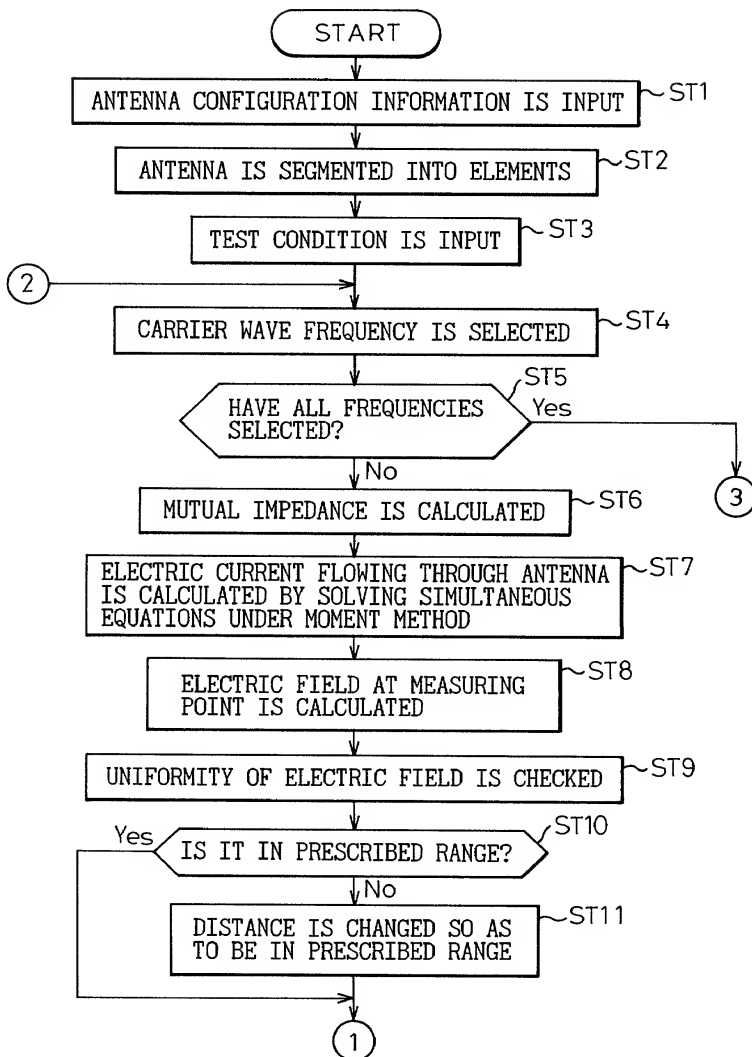 START
ANTENNA CONFIGURATION INFORMATION IS INPUT
ST1
ANTENNA IS SEGMENTED INTO ELEMENTS
ST2
TEST CONDITION IS INPUT
ST3
2
CARRIER WAVE FREQUENCY IS SELECTED
ST4
ST5
HAVE ALL FREQUENCIES
SELECTED?
Yes
No
3
MUTUAL IMPEDANCE IS CALCULATED
ST6
ELECTRIC CURRENT FLOWING THROUGH ANTENNA
IS CALCULATED BY SOLVING SIMULTANEOUS
EQUATIONS UNDER MOMENT METHOD
ST7
ELECTRIC FIELD AT MEASURING
POINT IS CALCULATED
ST8
UNIFORMITY OF ELECTRIC FIELD IS CHECKED
ST9
Yes
IS IT IN PRESCRIBED RANGE?
ST10
No
DISTANCE IS CHANGED SO AS
TO BE IN PRESCRIBED RANGE
ST11
1